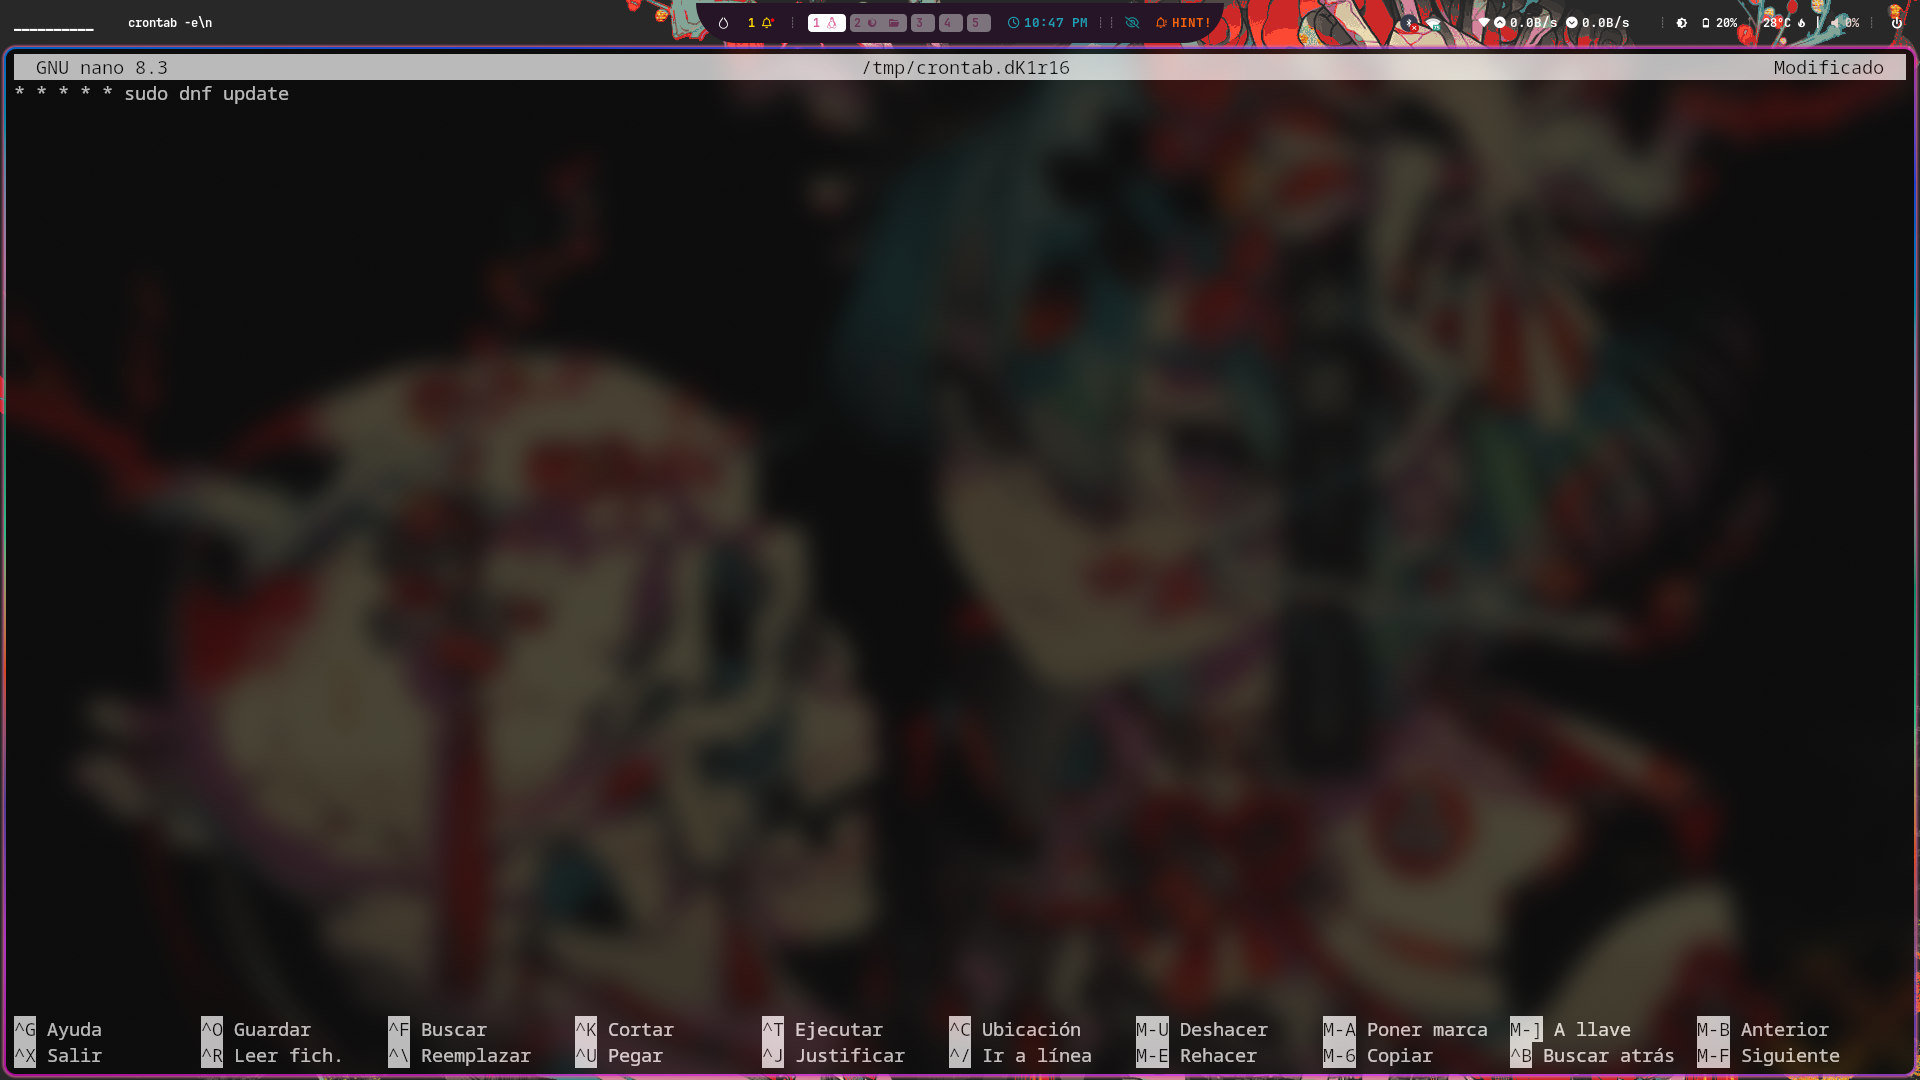 __________ crontab -e\n 1 1 2 3 4 5 10:47 PM HINT! 0.0B/s 0.0B/s 20% 28°C 0%
GNU nano 8.3 /tmp/crontab.dK1r16 Modificado
* * * * * sudo dnf update
^G Ayuda ^O Guardar ^F Buscar ^K Cortar ^T Ejecutar ^C Ubicación M-U Deshacer M-A Poner marca M-] A llave M-B Anterior
^X Salir ^R Leer fich. ^\ Reemplazar ^U Pegar ^J Justificar ^/ Ir a línea M-E Rehacer M-6 Copiar ^B Buscar atrás M-F Siguiente